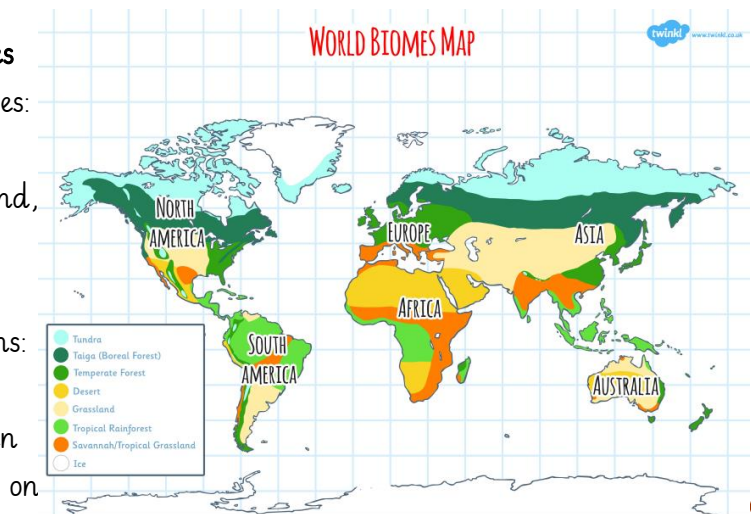 es
es:
nd,
ns:
n
on
WORLD BIOMES MAP
twinkl www.twinkl.co.uk
NORTH
AMERICA
EUROPE
ASIA
AFRICA
SOUTH
AMERICA
AUSTRALIA
Tundra
Taiga (Boreal Forest)
Temperate Forest
Desert
Grassland
Tropical Rainforest
Savannah/Tropical Grassland
Ice